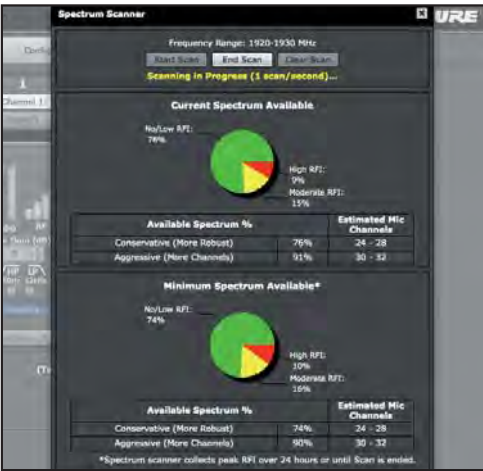 Spectrum Scanner
URE
Frequency Range: 1920-1930 MHz
Start Scan End Scan Clear Scan
Scanning in Progress (1 scan/second)...
Current Spectrum Available
No/Low RFI:
76%
High RFI:
9%
Moderate RFI:
15%
Available Spectrum % Estimated Mic Channels
Conservative (More Robust) 76% 24 - 28
Aggressive (More Channels) 91% 30 - 32
Minimum Spectrum Available*
No/Low RFI:
74%
High RFI:
10%
Moderate RFI:
16%
Available Spectrum % Estimated Mic Channels
Conservative (More Robust) 74% 24 - 28
Aggressive (More Channels) 90% 30 - 32
*Spectrum scanner collects peak RFI over 24 hours or until Scan is ended.